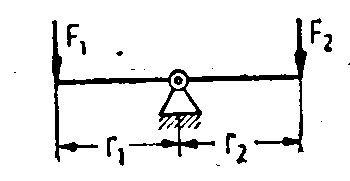 F₁ F₂
r₁ r₂